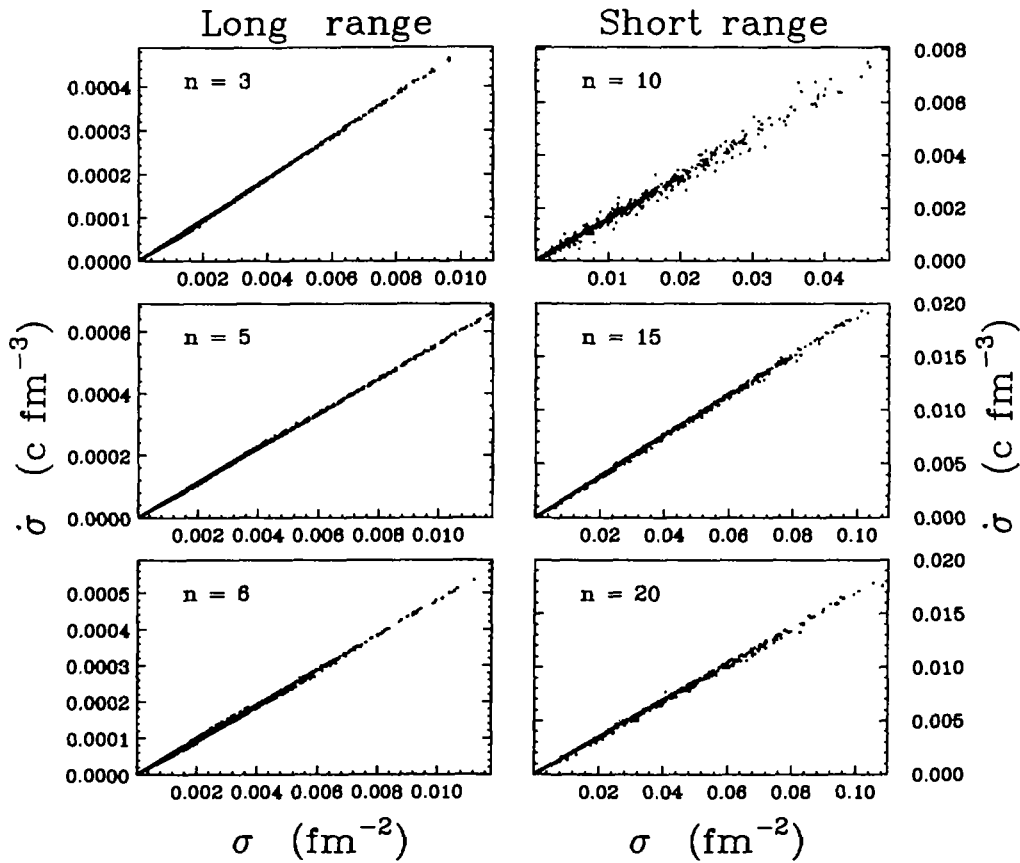 Long range
Short range
n = 3
0.0004
0.0003
0.0002
0.0001
0.0000
0.002 0.004 0.006 0.008 0.010
n = 10
0.008
0.006
0.004
0.002
0.000
0.01 0.02 0.03 0.04
n = 5
0.0006
0.0004
0.0002
0.0000
0.002 0.004 0.006 0.008 0.010
n = 15
0.020
0.015
0.010
0.005
0.000
0.02 0.04 0.06 0.08 0.10
n = 6
0.0005
0.0004
0.0003
0.0002
0.0001
0.0000
0.002 0.004 0.006 0.008 0.010
n = 20
0.020
0.015
0.010
0.005
0.000
0.02 0.04 0.06 0.08 0.10
σ̇ (c fm⁻³)
σ̇ (c fm⁻³)
σ (fm⁻²)
σ (fm⁻²)